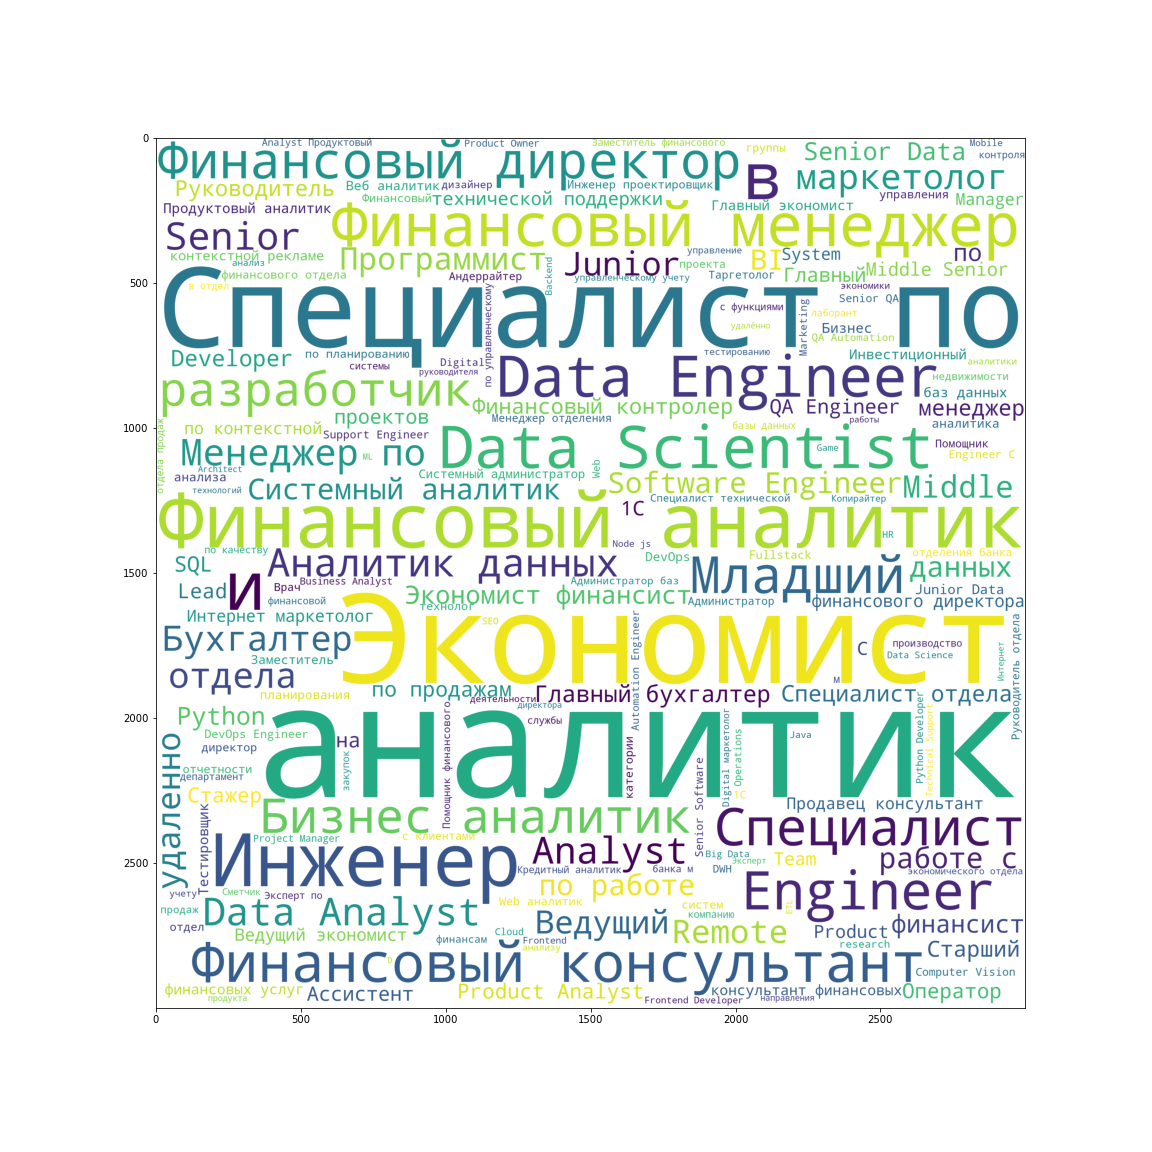 0
500
1000
1500
2000
2500
0
500
1000
1500
2000
2500
Analyst Продуктовый
Product Owner
Заместитель финансового
группы
Mobile
Финансовый директор
в
Senior Data
контроля
маркетолог
Руководитель
Веб аналитик
дизайнер
Инженер проектировщик
управления
Manager
Финансовый
технической поддержки
Главный экономист
Продуктовый аналитик
Финансовый менеджер
Senior
контекстной рекламе
анализ
Программист
Junior
управление
проекта
BI
System
по
финансового отдела
Андеррайтер
Backend
управленческому учету
Таргетолог
Главный
Middle Senior
в отдел
экономики
Специалист по
по управленческому
с функциями
Senior QA
Marketing
лаборант
удалённо
Бизнес
QA Automation
Developer
по планированию
системы
Digital
руководителя
тестированию
Инвестиционный
аналитики
разработчик
Data Engineer
недвижимости
баз данных
Финансовый контролер
QA Engineer
менеджер
проектов
Менеджер отделения
работы
аналитика
по контекстной
Support Engineer
базы данных
отдела продаж
Менеджер по
ML
Data Scientist
Game
Помощник
Engineer C
Architect
анализа
Системный администратор
Web
технологий
Системный аналитик
Software Engineer
Middle
Специалист технической
Копирайтер
1С
Финансовый аналитик
HR
Node js
по качеству
SQL
Аналитик данных
DevOps
Fullstack
отделения банка
Младший
данных
Lead
и
Врач
Business Analyst
Администратор баз
Junior Data
финансовой
Экономист финансист
Администратор
финансового директора
технолог
Интернет маркетолог
SEO
Экономист
Бухгалтер
Automation Engineer
С
производство
Data Science
Интернет
Руководитель отдела
Заместитель
отдела
м
планирования
по продажам
Главный бухгалтер
Специалист отдела
деятельности
директора
Python
службы
аналитик
DevOps Engineer
директор
на
Помощник финансового
категории
Digital маркетолог
Operations
Java
Python Developer
Technical Support
удаленно
отчетности
департамент
закупок
Стажер
1C
Продавец консультант
Бизнес аналитик
Senior Software
Специалист
Тестировщик
Project Manager
с клиентами
Инженер
Analyst
Big Data
эксперт
Team
работе с
Кредитный аналитик
банка м
DWH
экономического отдела
учету
Сметчик
Эксперт по
по работе
Engineer
Web аналитик
систем
ETL
продаж
Data Analyst
компанию
отдел
Ведущий
Remote
Product
финансист
Ведущий экономист
финансам
Cloud
Frontend
анализу
research
Старший
Финансовый консультант
D
Computer Vision
финансовых услуг
продукта
Ассистент
Product Analyst
Frontend Developer
консультант финансовых
направления
Оператор